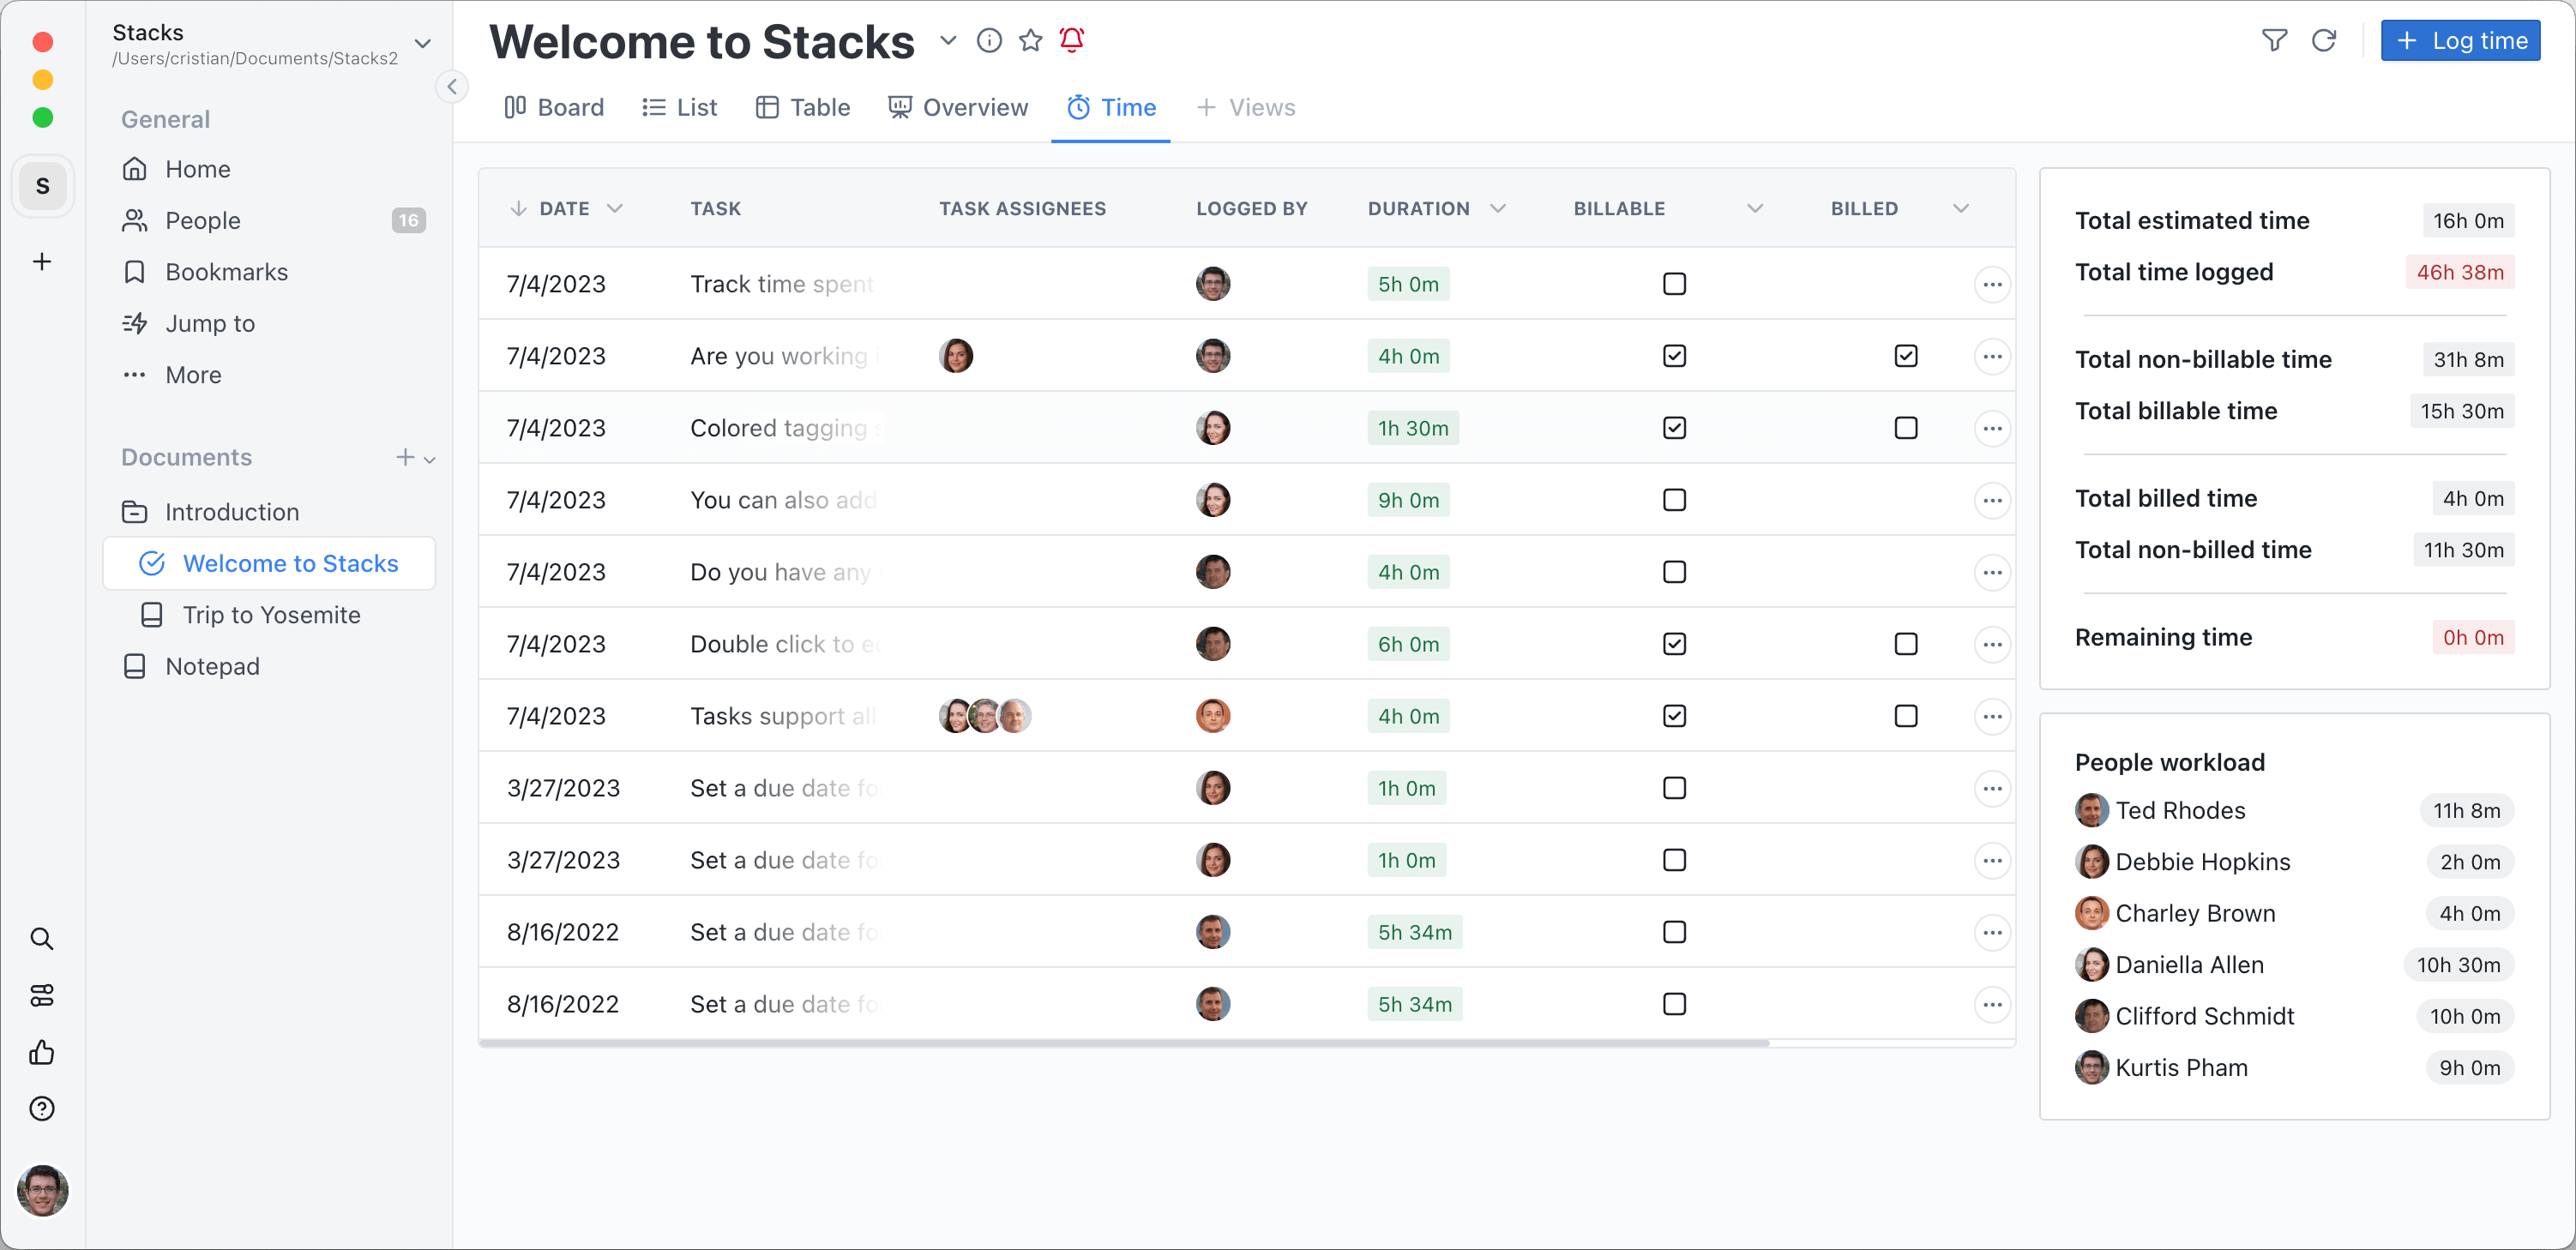 Stacks
/Users/cristian/Documents/Stacks2
S
General
Home
People 16
Bookmarks
Jump to
More
Documents
Introduction
Welcome to Stacks
Trip to Yosemite
Notepad
Welcome to Stacks
Log time
Board List Table Overview Time Views
DATE TASK TASK ASSIGNEES LOGGED BY DURATION BILLABLE BILLED
7/4/2023 Track time spent 5h 0m
7/4/2023 Are you working 4h 0m
7/4/2023 Colored tagging 1h 30m
7/4/2023 You can also add 9h 0m
7/4/2023 Do you have any 4h 0m
7/4/2023 Double click to 6h 0m
7/4/2023 Tasks support all 4h 0m
3/27/2023 Set a due date 1h 0m
3/27/2023 Set a due date 1h 0m
8/16/2022 Set a due date 5h 34m
8/16/2022 Set a due date 5h 34m
Total estimated time 16h 0m
Total time logged 46h 38m
Total non-billable time 31h 8m
Total billable time 15h 30m
Total billed time 4h 0m
Total non-billed time 11h 30m
Remaining time 0h 0m
People workload
Ted Rhodes 11h 8m
Debbie Hopkins 2h 0m
Charley Brown 4h 0m
Daniella Allen 10h 30m
Clifford Schmidt 10h 0m
Kurtis Pham 9h 0m